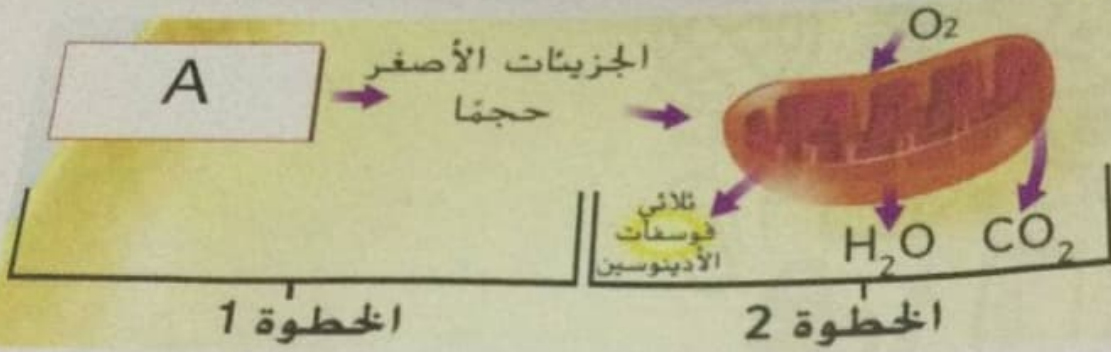 A
الجزيئات الأصغر
حجمًا
O₂
ثلاثي
فوسفات
الأدينوسين
H₂O
CO₂
الخطوة 1
الخطوة 2